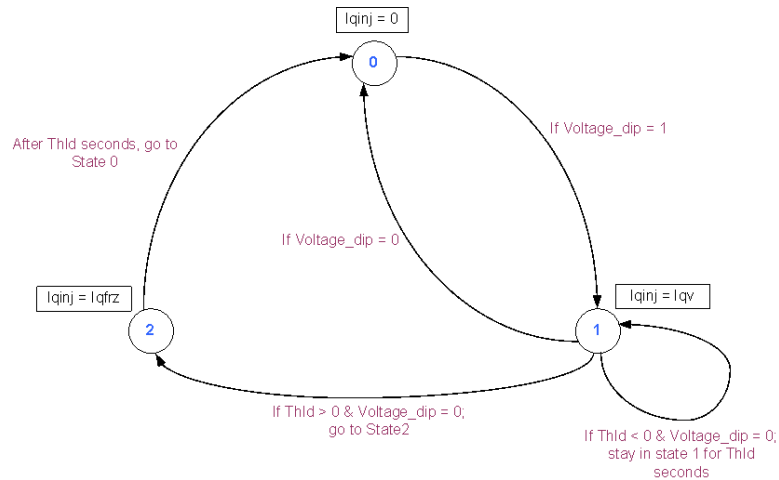 Iqinj = 0
0
If Voltage_dip = 1
After Thld seconds, go to
State 0
If Voltage_dip = 0
Iqinj = Iqfrz
Iqinj = Iqv
2
1
If Thld > 0 & Voltage_dip = 0;
go to State2
If Thld < 0 & Voltage_dip = 0;
stay in state 1 for Thld
seconds